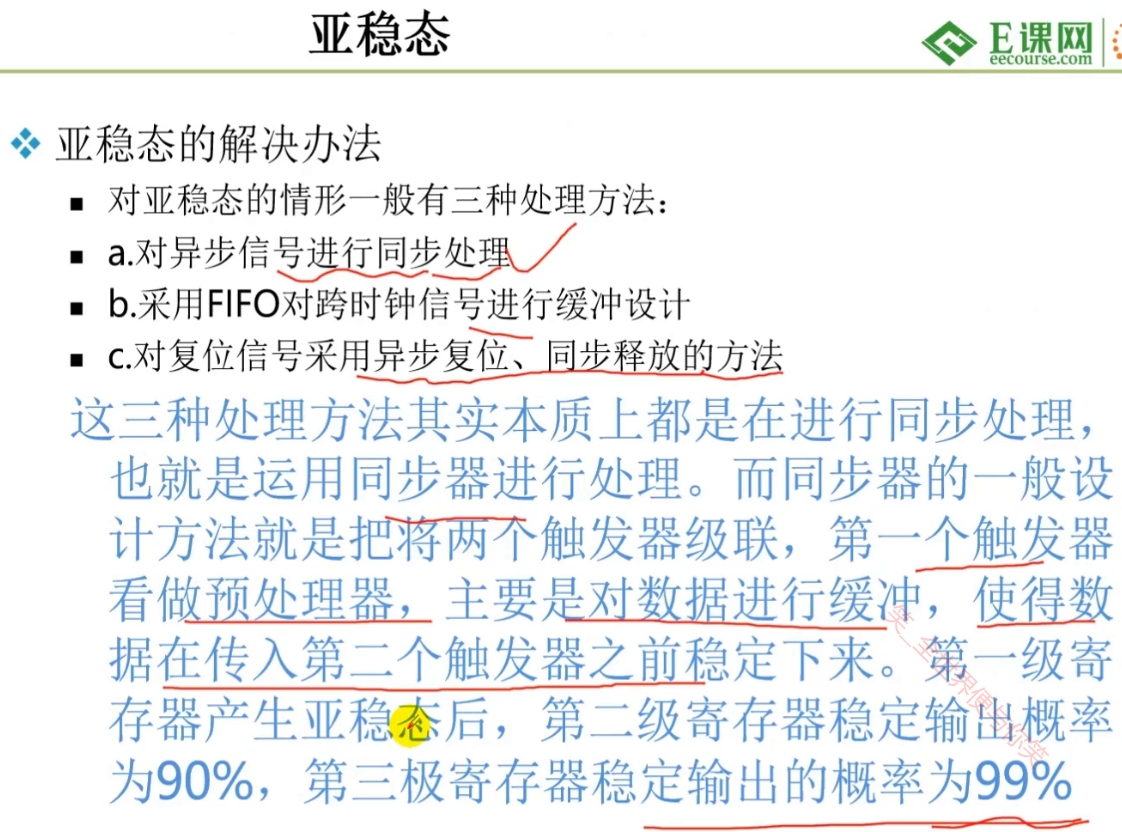 亚稳态
E课网
eecourse.com
亚稳态的解决办法
对亚稳态的情形一般有三种处理方法：
a.对异步信号进行同步处理
b.采用FIFO对跨时钟信号进行缓冲设计
c.对复位信号采用异步复位、同步释放的方法
这三种处理方法其实本质上都是在进行同步处理，
也就是运用同步器进行处理。而同步器的一般设
计方法就是把将两个触发器级联，第一个触发器
看做预处理器，主要是对数据进行缓冲，使得数
据在传入第二个触发器之前稳定下来。第一级寄
存器产生亚稳态后，第二级寄存器稳定输出概率
为90%，第三极寄存器稳定输出的概率为99%
笑_全世界便与你笑